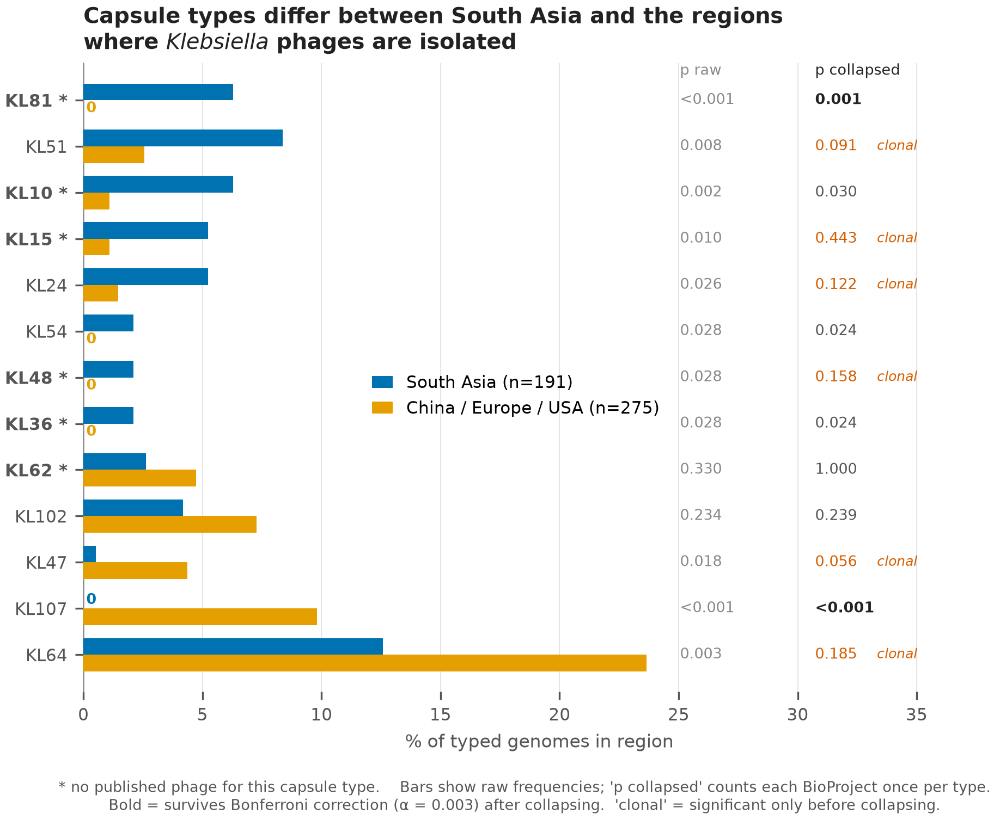 Capsule types differ between South Asia and the regions
where Klebsiella phages are isolated
p raw p collapsed
KL81 * 0 <0.001 0.001
KL51 0.008 0.091 clonal
KL10 * 0.002 0.030
KL15 * 0.010 0.443 clonal
KL24 0.026 0.122 clonal
KL54 0 0.028 0.024
KL48 * 0 0.028 0.158 clonal
South Asia (n=191)
China / Europe / USA (n=275)
KL36 * 0 0.028 0.024
KL62 * 0.330 1.000
KL102 0.234 0.239
KL47 0.018 0.056 clonal
KL107 0 <0.001 <0.001
KL64 0.003 0.185 clonal
0 5 10 15 20 25 30 35
% of typed genomes in region
* no published phage for this capsule type. Bars show raw frequencies; 'p collapsed' counts each BioProject once per type.
Bold = survives Bonferroni correction (α = 0.003) after collapsing. 'clonal' = significant only before collapsing.